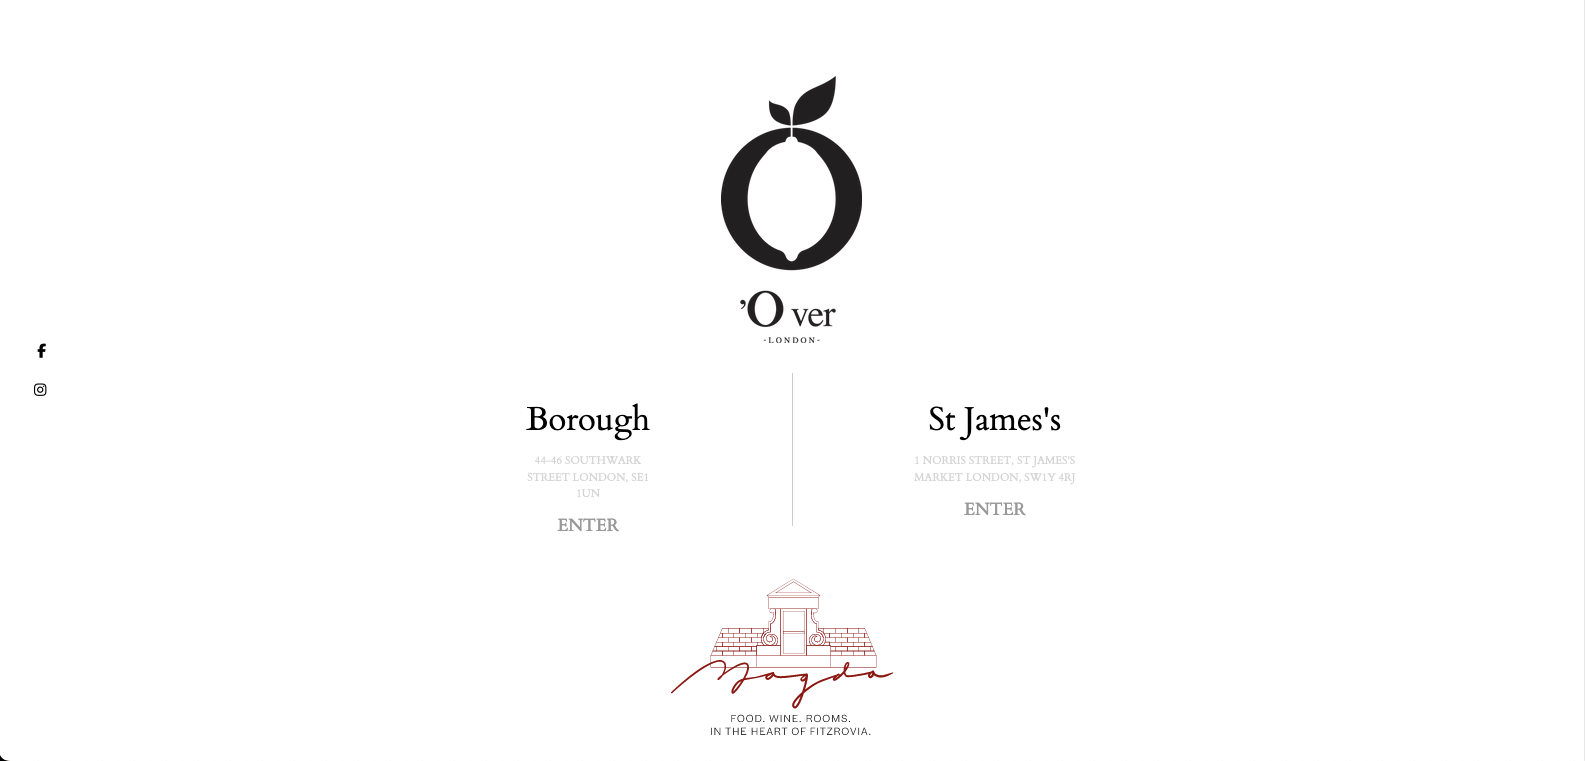 ’O ver
-LONDON-
Borough
44-46 SOUTHWARK
STREET LONDON, SE1
1UN
ENTER
St James's
1 NORRIS STREET, ST JAMES'S
MARKET LONDON, SW1Y 4RJ
ENTER
Magda
FOOD. WINE. ROOMS.
IN THE HEART OF FITZROVIA.